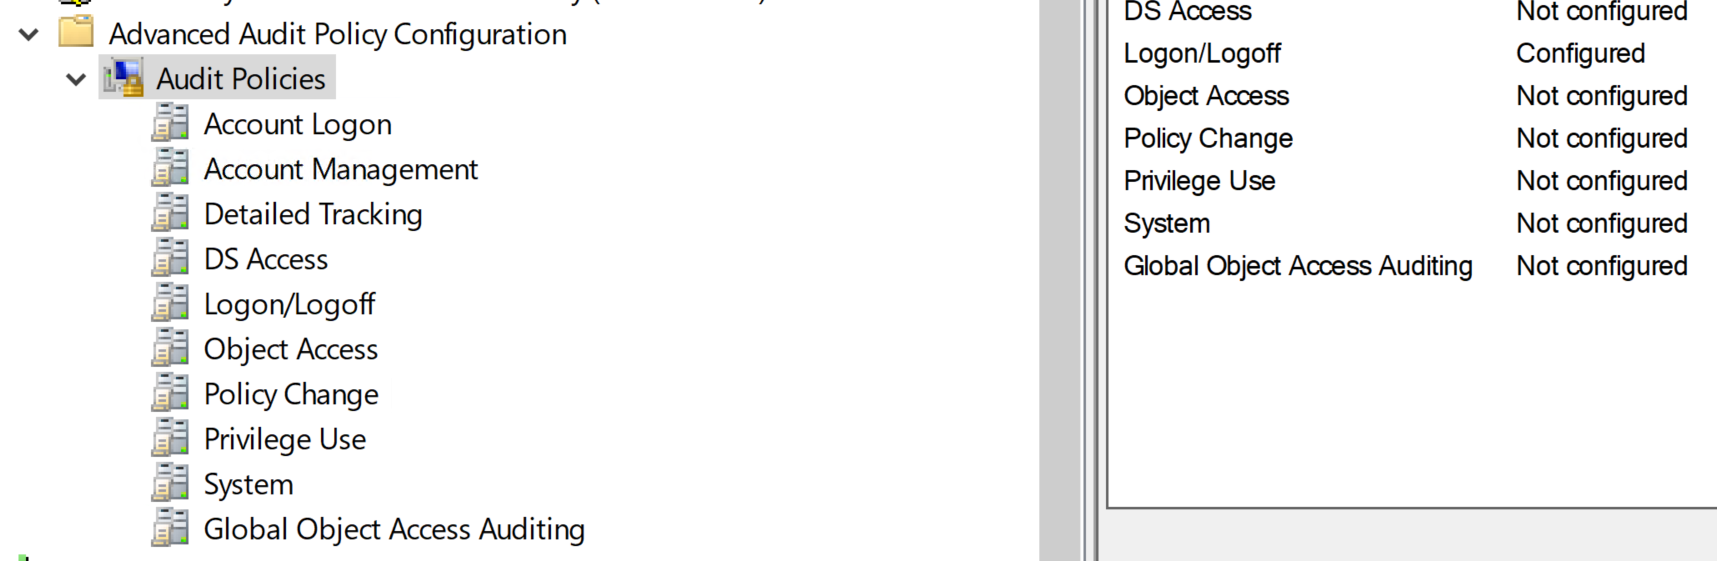 Advanced Audit Policy Configuration
Audit Policies
Account Logon
Account Management
Detailed Tracking
DS Access
Logon/Logoff
Object Access
Policy Change
Privilege Use
System
Global Object Access Auditing
DS Access Not configured
Logon/Logoff Configured
Object Access Not configured
Policy Change Not configured
Privilege Use Not configured
System Not configured
Global Object Access Auditing Not configured